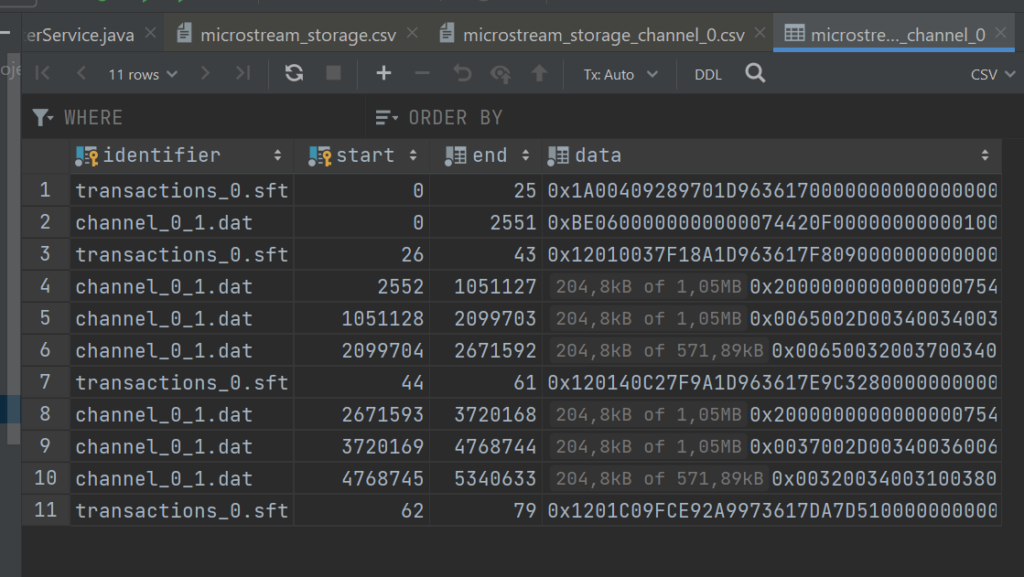 erService.java microstream_storage.csv microstream_storage_channel_0.csv microstre..._channel_0
11 rows Tx: Auto DDL CSV
WHERE ORDER BY
identifier start end data
1 transactions_0.sft 0 25 0x1A00409289701D9636170000000000000000
2 channel_0_1.dat 0 2551 0xBE0600000000000074420F00000000000100
3 transactions_0.sft 26 43 0x12010037F18A1D963617F809000000000000
4 channel_0_1.dat 2552 1051127 204,8kB of 1,05MB 0x2000000000000000754
5 channel_0_1.dat 1051128 2099703 204,8kB of 1,05MB 0x0065002D00340034003
6 channel_0_1.dat 2099704 2671592 204,8kB of 571,89kB 0x00650032003700340
7 transactions_0.sft 44 61 0x120140C27F9A1D963617E9C3280000000000
8 channel_0_1.dat 2671593 3720168 204,8kB of 1,05MB 0x2000000000000000754
9 channel_0_1.dat 3720169 4768744 204,8kB of 1,05MB 0x0037002D00340036006
10 channel_0_1.dat 4768745 5340633 204,8kB of 571,89kB 0x00320034003100380
11 transactions_0.sft 62 79 0x1201C09FCE92A9973617DA7D510000000000